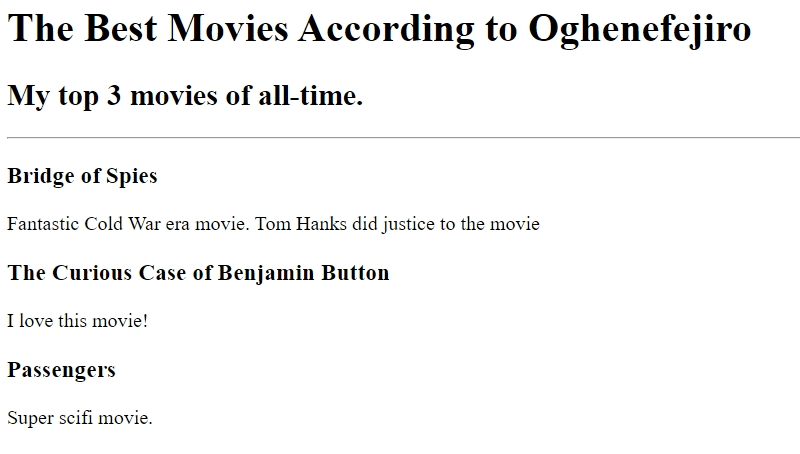 The Best Movies According to Oghenefejiro
My top 3 movies of all-time.
Bridge of Spies
Fantastic Cold War era movie. Tom Hanks did justice to the movie
The Curious Case of Benjamin Button
I love this movie!
Passengers
Super scifi movie.